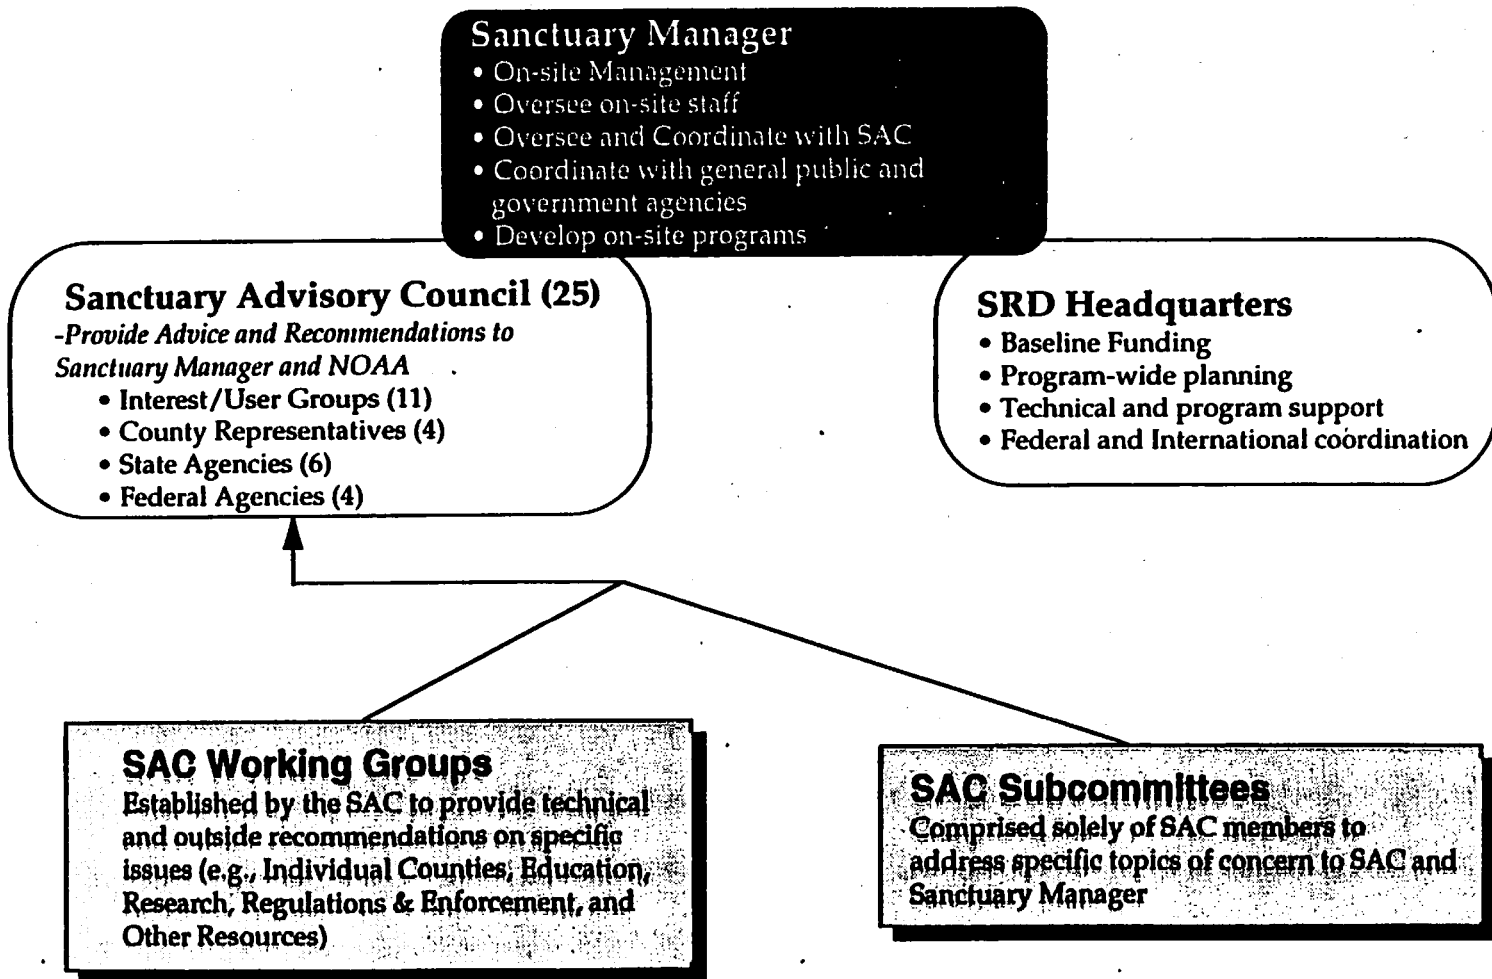 Sanctuary Manager
• On-site Management
• Oversee on-site staff
• Oversee and Coordinate with SAC
• Coordinate with general public and
government agencies
• Develop on-site programs
Sanctuary Advisory Council (25)
-Provide Advice and Recommendations to
Sanctuary Manager and NOAA
• Interest/User Groups (11)
• County Representatives (4)
• State Agencies (6)
• Federal Agencies (4)
SRD Headquarters
• Baseline Funding
• Program-wide planning
• Technical and program support
• Federal and International coordination
SAC Working Groups
Established by the SAC to provide technical
and outside recommendations on specific
issues (e.g., Individual Counties, Education,
Research, Regulations & Enforcement, and
Other Resources)
SAC Subcommittees
Comprised solely of SAC members to
address specific topics of concern to SAC and
Sanctuary Manager